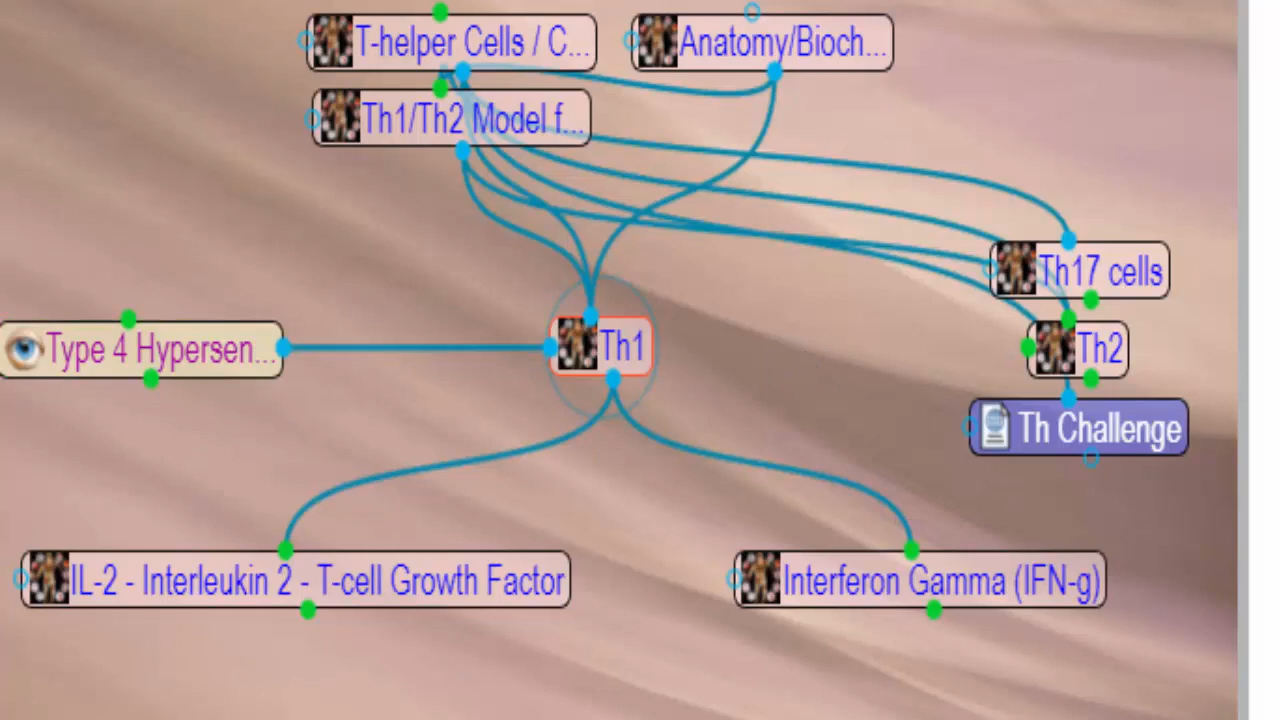 T-helper Cells / C...
Anatomy/Bioch...
Th1/Th2 Model f...
Th17 cells
Type 4 Hypersen...
Th1
Th2
Th Challenge
IL-2 - Interleukin 2 - T-cell Growth Factor
Interferon Gamma (IFN-g)